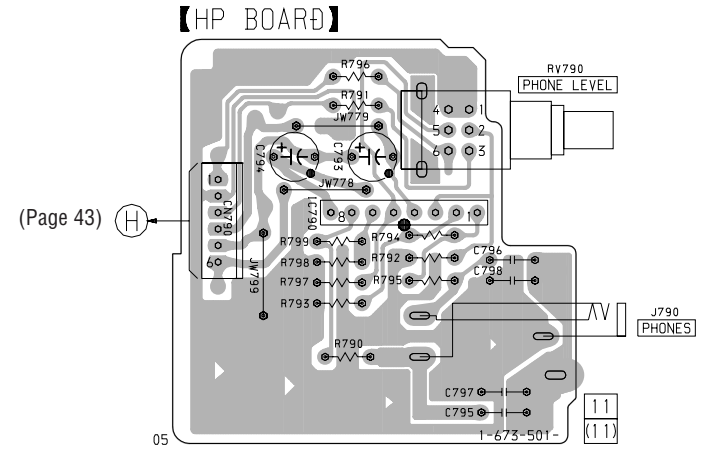 【HP BOARD】
R796
RV790
PHONE LEVEL
R791
JW779
4 1
5 2
6 3
C794
C793
+
+
JW778
1
CN790
6
(Page 43) H
IC790
8 1
R799
R794
R798
R792
C796
R797
R795
C798
R793
JW799
J790
PHONES
R790
C797
C795
11
(11)
05
1-673-501-